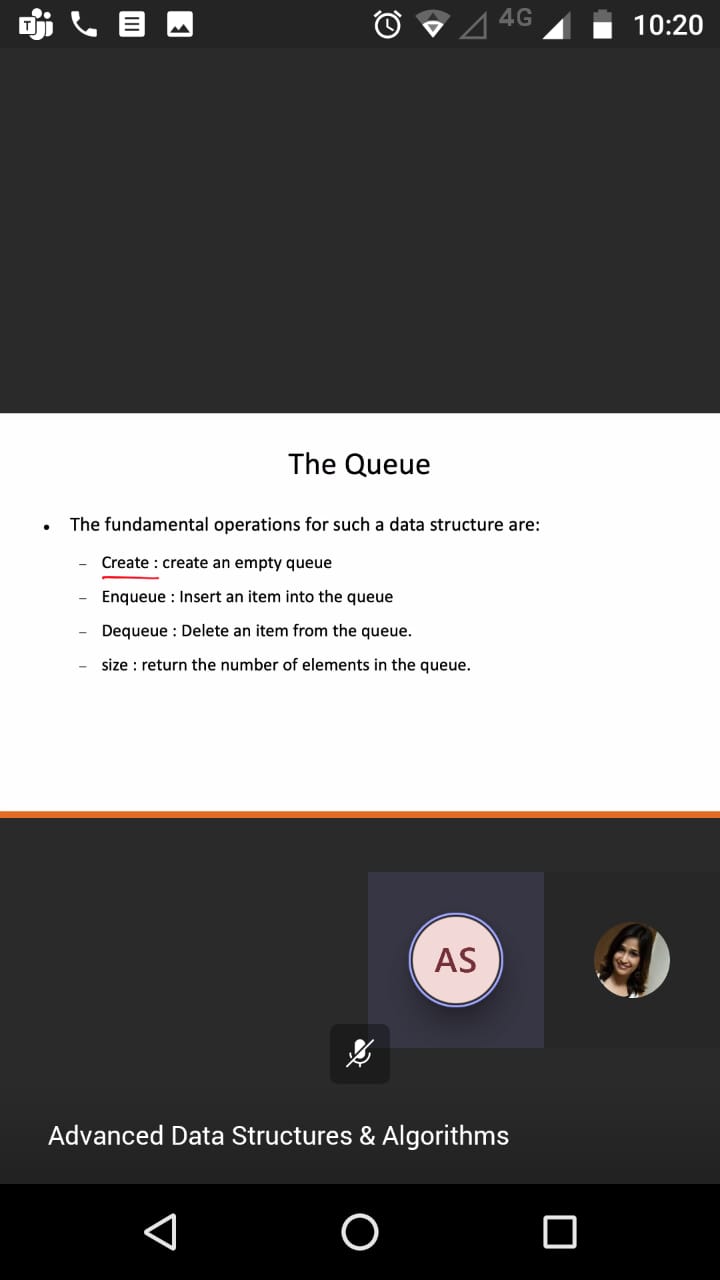 4G 10:20
The Queue
• The fundamental operations for such a data structure are:
– Create : create an empty queue
– Enqueue : Insert an item into the queue
– Dequeue : Delete an item from the queue.
– size : return the number of elements in the queue.
AS
Advanced Data Structures & Algorithms